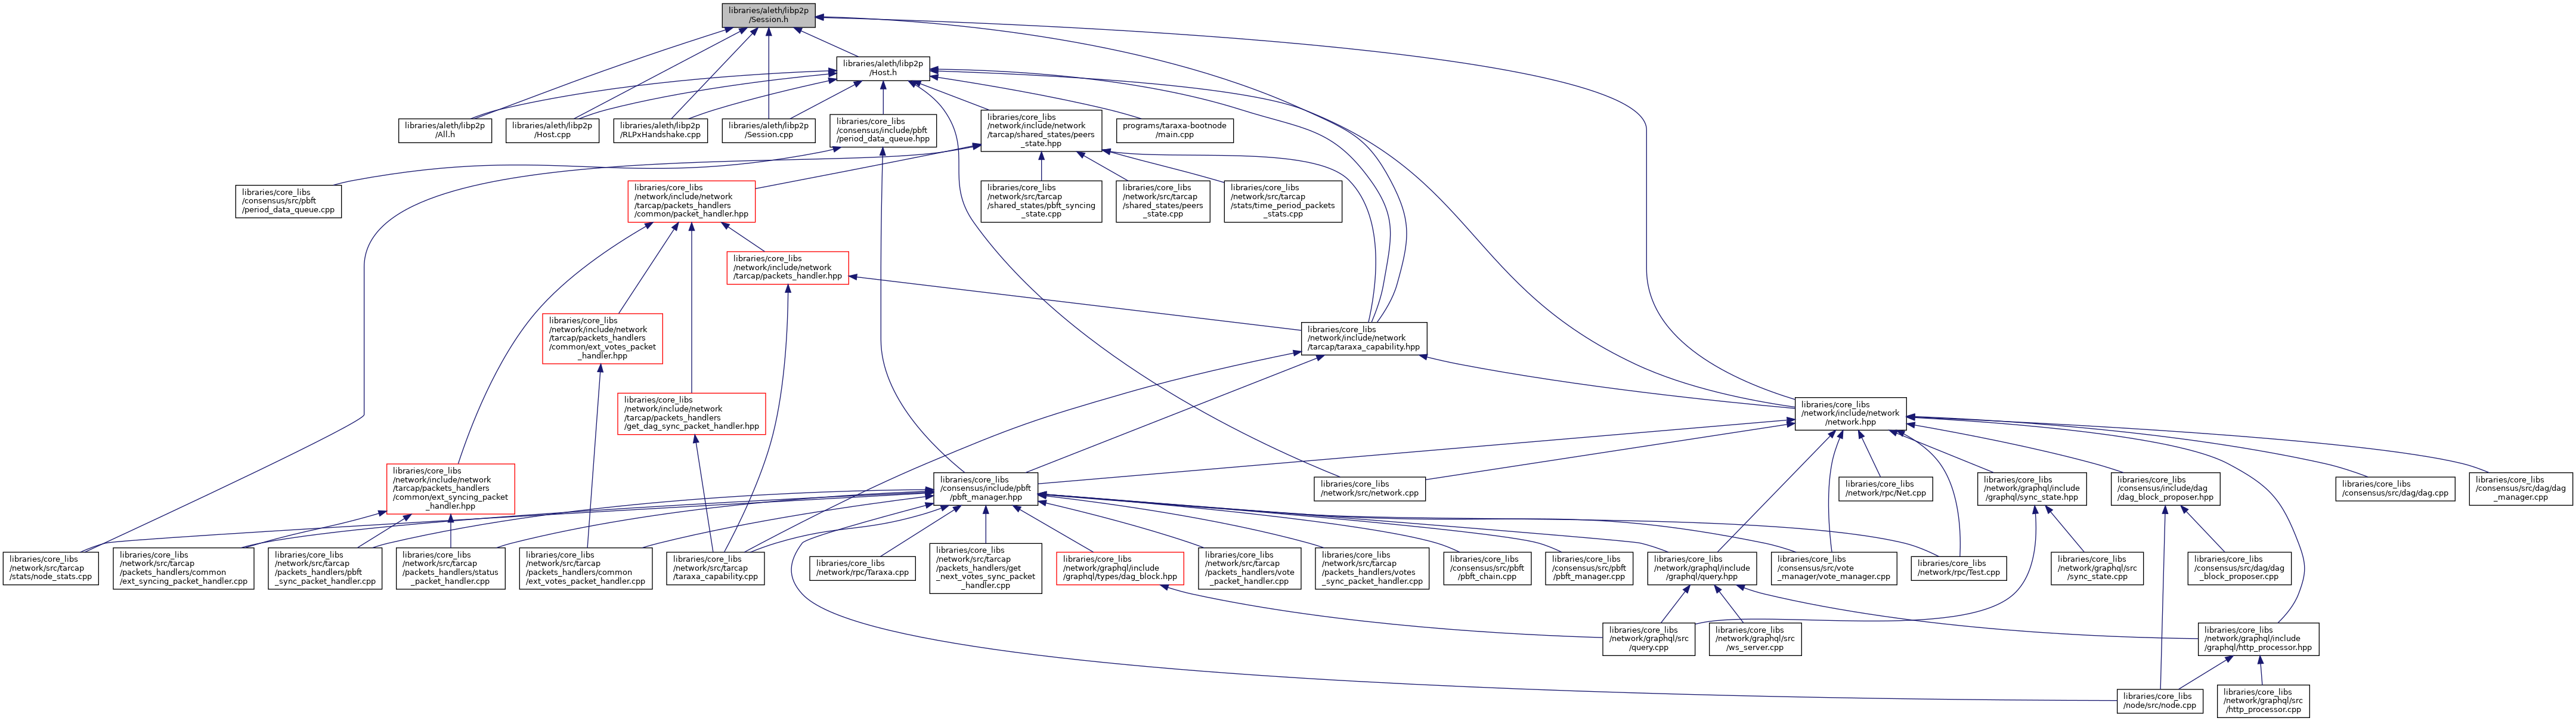 libraries/aleth/libp2p
/Session.h
libraries/aleth/libp2p
/Host.h
libraries/aleth/libp2p
/All.h
libraries/aleth/libp2p
/Host.cpp
libraries/aleth/libp2p
/RLPxHandshake.cpp
libraries/aleth/libp2p
/Session.cpp
libraries/core_libs
/consensus/include/pbft
/period_data_queue.hpp
libraries/core_libs
/network/include/network
/tarcap/shared_states/peers
_state.hpp
programs/taraxa-bootnode
/main.cpp
libraries/core_libs
/consensus/src/pbft
/period_data_queue.cpp
libraries/core_libs
/network/include/network
/tarcap/packets_handlers
/common/packet_handler.hpp
libraries/core_libs
/network/src/tarcap
/shared_states/pbft_syncing
_state.cpp
libraries/core_libs
/network/src/tarcap
/shared_states/peers
_state.cpp
libraries/core_libs
/network/src/tarcap
/stats/time_period_packets
_stats.cpp
libraries/core_libs
/network/include/network
/tarcap/packets_handler.hpp
libraries/core_libs
/network/include/network
/tarcap/packets_handlers
/common/ext_votes_packet
_handler.hpp
libraries/core_libs
/network/include/network
/tarcap/taraxa_capability.hpp
libraries/core_libs
/network/include/network
/tarcap/packets_handlers
/get_dag_sync_packet_handler.hpp
libraries/core_libs
/network/include/network
/network.hpp
libraries/core_libs
/network/include/network
/tarcap/packets_handlers
/common/ext_syncing_packet
_handler.hpp
libraries/core_libs
/consensus/include/pbft
/pbft_manager.hpp
libraries/core_libs
/network/src/network.cpp
libraries/core_libs
/network/rpc/Net.cpp
libraries/core_libs
/network/graphql/include
/graphql/sync_state.hpp
libraries/core_libs
/consensus/include/dag
/dag_block_proposer.hpp
libraries/core_libs
/consensus/src/dag/dag.cpp
libraries/core_libs
/consensus/src/dag/dag
_manager.cpp
libraries/core_libs
/network/src/tarcap
/stats/node_stats.cpp
libraries/core_libs
/network/src/tarcap
/packets_handlers/common
/ext_syncing_packet_handler.cpp
libraries/core_libs
/network/src/tarcap
/packets_handlers/pbft
_sync_packet_handler.cpp
libraries/core_libs
/network/src/tarcap
/packets_handlers/status
_packet_handler.cpp
libraries/core_libs
/network/src/tarcap
/packets_handlers/common
/ext_votes_packet_handler.cpp
libraries/core_libs
/network/src/tarcap
/taraxa_capability.cpp
libraries/core_libs
/network/rpc/Taraxa.cpp
libraries/core_libs
/network/src/tarcap
/packets_handlers/get
_next_votes_sync_packet
_handler.cpp
libraries/core_libs
/network/graphql/include
/graphql/types/dag_block.hpp
libraries/core_libs
/network/src/tarcap
/packets_handlers/vote
_packet_handler.cpp
libraries/core_libs
/network/src/tarcap
/packets_handlers/votes
_sync_packet_handler.cpp
libraries/core_libs
/consensus/src/pbft
/pbft_chain.cpp
libraries/core_libs
/consensus/src/pbft
/pbft_manager.cpp
libraries/core_libs
/network/graphql/include
/graphql/query.hpp
libraries/core_libs
/consensus/src/vote
_manager/vote_manager.cpp
libraries/core_libs
/network/rpc/Test.cpp
libraries/core_libs
/network/graphql/src
/sync_state.cpp
libraries/core_libs
/consensus/src/dag/dag
_block_proposer.cpp
libraries/core_libs
/network/graphql/src
/query.cpp
libraries/core_libs
/network/graphql/src
/ws_server.cpp
libraries/core_libs
/network/graphql/include
/graphql/http_processor.hpp
libraries/core_libs
/node/src/node.cpp
libraries/core_libs
/network/graphql/src
/http_processor.cpp